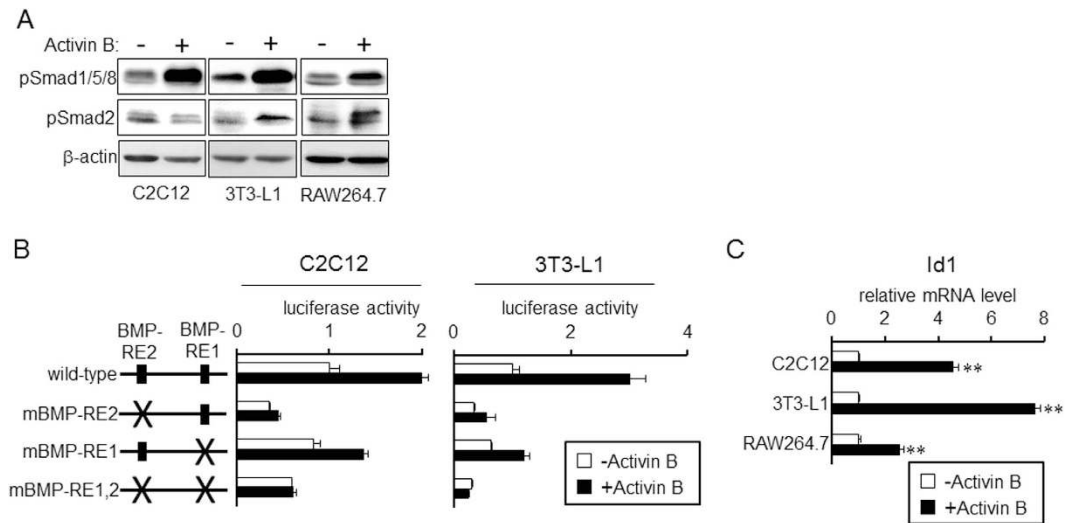 A
Activin B: - + - + - +
pSmad1/5/8
pSmad2
β-actin
C2C12 3T3-L1 RAW264.7
B
C2C12 3T3-L1
luciferase activity luciferase activity
0 1 2 0 2 4
BMP-RE2 BMP-RE1
wild-type
mBMP-RE2
mBMP-RE1
mBMP-RE1,2
-Activin B
+Activin B
C
Id1
relative mRNA level
0 2 4 6 8
C2C12 **
3T3-L1 **
RAW264.7 **
-Activin B
+Activin B